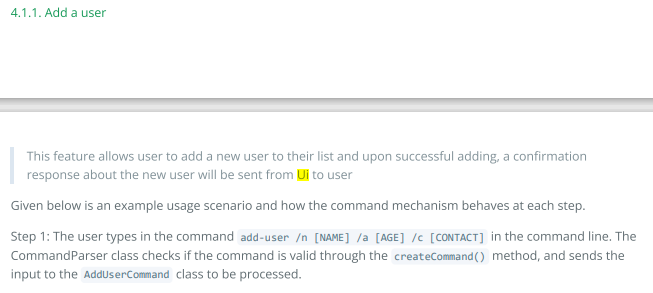 4.1.1. Add a user
This feature allows user to add a new user to their list and upon successful adding, a confirmation
response about the new user will be sent from Ui to user
Given below is an example usage scenario and how the command mechanism behaves at each step.
Step 1: The user types in the command add-user /n [NAME] /a [AGE] /c [CONTACT] in the command line. The
CommandParser class checks if the command is valid through the createCommand() method, and sends the
input to the AddUserCommand class to be processed.